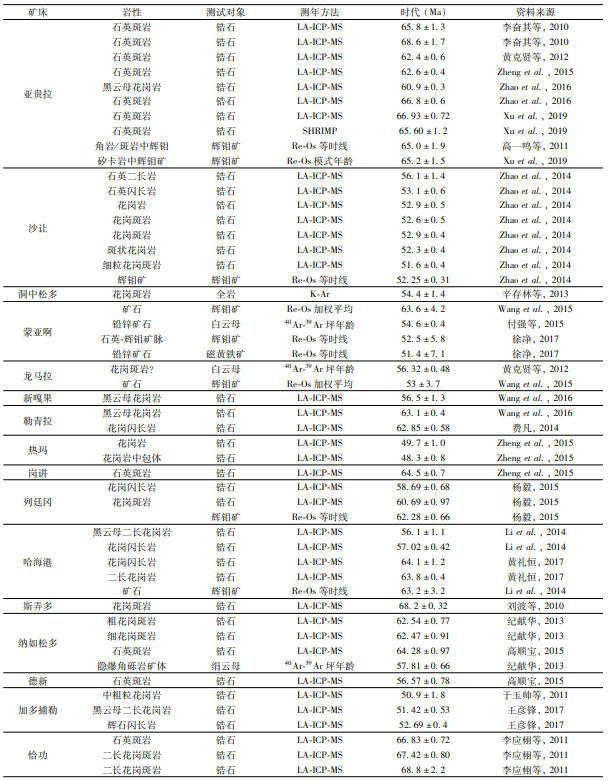 矿床 岩性 测试对象 测年方法 时代 (Ma) 资料来源
石英斑岩 锆石 LA-ICP-MS 65.8±1.3 李奋其等, 2010
石英斑岩 锆石 LA-ICP-MS 68.6±1.7 李奋其等, 2010
石英斑岩 锆石 LA-ICP-MS 62.4±0.6 黄克贤等, 2012
石英斑岩 锆石 LA-ICP-MS 62.6±0.4 Zheng et al., 2015
亚贵拉 黑云母花岗岩 锆石 LA-ICP-MS 60.9±0.3 Zhao et al., 2016
石英斑岩 锆石 LA-ICP-MS 66.8±0.6 Zhao et al., 2016
石英斑岩 锆石 LA-ICP-MS 66.93±0.72 Xu et al., 2019
石英斑岩 锆石 SHRIMP 65.60±1.2 Xu et al., 2019
角岩/斑岩中辉钼 辉钼矿 Re-Os 等时线 65.0±1.9 高一鸣等, 2011
矽卡岩中辉钼矿 辉钼矿 Re-Os 模式年龄 65.2±1.5 Xu et al., 2019
石英二长岩 锆石 LA-ICP-MS 56.1±1.4 Zhao et al., 2014
石英闪长岩 锆石 LA-ICP-MS 53.1±0.6 Zhao et al., 2014
花岗岩 锆石 LA-ICP-MS 52.9±0.5 Zhao et al., 2014
沙让 花岗斑岩 锆石 LA-ICP-MS 52.6±0.5 Zhao et al., 2014
花岗斑岩 锆石 LA-ICP-MS 52.9±0.4 Zhao et al., 2014
斑状花岗岩 锆石 LA-ICP-MS 52.3±0.4 Zhao et al., 2014
细粒花岗斑岩 锆石 LA-ICP-MS 51.6±0.4 Zhao et al., 2014
辉钼矿 辉钼矿 Re-Os 等时线 52.25±0.31 Zhao et al., 2014
洞中松多 花岗斑岩 全岩 K-Ar 54.4±1.4 辛存林等, 2013
矿石 辉钼矿 Re-Os 加权平均 63.6±4.2 Wang et al., 2015
蒙亚啊 铅锌矿石 白云母 40Ar-39Ar 坪年龄 54.6±0.4 付强等, 2015
石英-辉钼矿脉 辉钼矿 Re-Os 等时线 52.5±5.8 徐净, 2017
铅锌矿石 磁黄铁矿 Re-Os 等时线 51.4±7.1 徐净, 2017
龙马拉 花岗斑岩? 白云母 40Ar-39Ar 坪年龄 56.32±0.48 黄克贤等, 2012
矿石 辉钼矿 Re-Os 加权平均 53±3.7 Wang et al., 2015
新嘎果 黑云母花岗岩 锆石 LA-ICP-MS 56.5±1.3 Wang et al., 2016
勒青拉 黑云母花岗岩 锆石 LA-ICP-MS 63.1±0.4 Wang et al., 2016
花岗闪长岩 锆石 LA-ICP-MS 62.85±0.58 费凡, 2014
热玛 花岗岩 锆石 LA-ICP-MS 49.7±1.0 Zheng et al., 2015
花岗岩中包体 锆石 LA-ICP-MS 48.3±0.8 Zheng et al., 2015
岗讲 石英斑岩 锆石 LA-ICP-MS 64.5±0.7 Zheng et al., 2015
花岗闪长岩 锆石 LA-ICP-MS 58.69±0.68 杨毅, 2015
列廷冈 花岗斑岩 锆石 LA-ICP-MS 60.69±0.97 杨毅, 2015
辉钼矿 Re-Os 等时线 62.28±0.66 杨毅, 2015
黑云母二长花岗岩 锆石 LA-ICP-MS 56.1±1.1 Li et al., 2014
花岗闪长岩 锆石 LA-ICP-MS 57.02±0.42 Li et al., 2014
哈海港 花岗闪长岩 锆石 LA-ICP-MS 64.1±1.2 黄礼恒, 2017
二长花岗岩 锆石 LA-ICP-MS 63.8±0.4 黄礼恒, 2017
矿石 辉钼矿 Re-Os 等时线 63.2±3.2 Li et al., 2014
斯弄多 花岗斑岩 锆石 LA-ICP-MS 68.2±0.32 刘波等, 2010
粗花岗斑岩 锆石 LA-ICP-MS 62.54±0.77 纪献华, 2013
纳如松多 细花岗斑岩 锆石 LA-ICP-MS 62.47±0.91 纪献华, 2013
石英斑岩 锆石 LA-ICP-MS 64.28±0.97 高顺宝, 2015
隐爆角砾岩矿体 绢云母 40Ar-39Ar 坪年龄 57.81±0.66 纪献华, 2013
德新 石英斑岩 锆石 LA-ICP-MS 56.57±0.78 高顺宝, 2015
中粗粒花岗岩 锆石 LA-ICP-MS 50.9±1.8 于玉帅等, 2011
加多捕勒 黑云母二长花岗岩 锆石 LA-ICP-MS 51.42±0.53 王彦锋, 2017
辉石闪长岩 锆石 LA-ICP-MS 52.69±0.4 王彦锋, 2017
石英斑岩 锆石 LA-ICP-MS 66.83±0.72 李应栩等, 2011
恰功 二长花岗斑岩 锆石 LA-ICP-MS 67.42±0.80 李应栩等, 2011
二长花岗斑岩 锆石 LA-ICP-MS 68.8±2.2 李应栩等, 2011